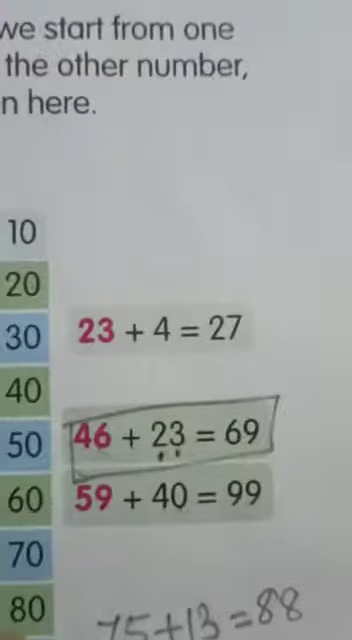 we start from one
the other number,
n here.
10
20
30 23 + 4 = 27
40
50 46 + 23 = 69
60 59 + 40 = 99
70
80 75+13=88